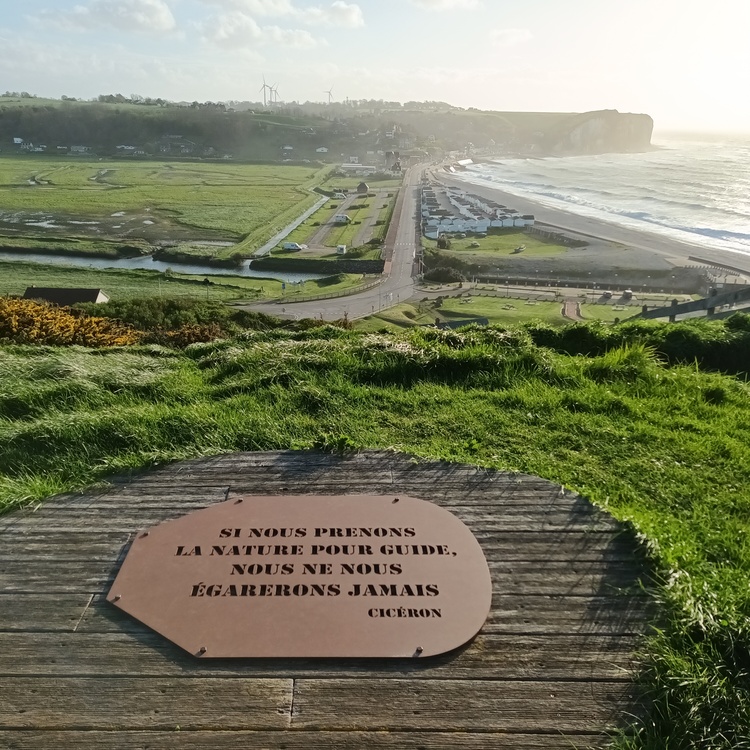 SI NOUS PRENONS
LA NATURE POUR GUIDE,
NOUS NE NOUS
ÉGARERONS JAMAIS
CICÉRON